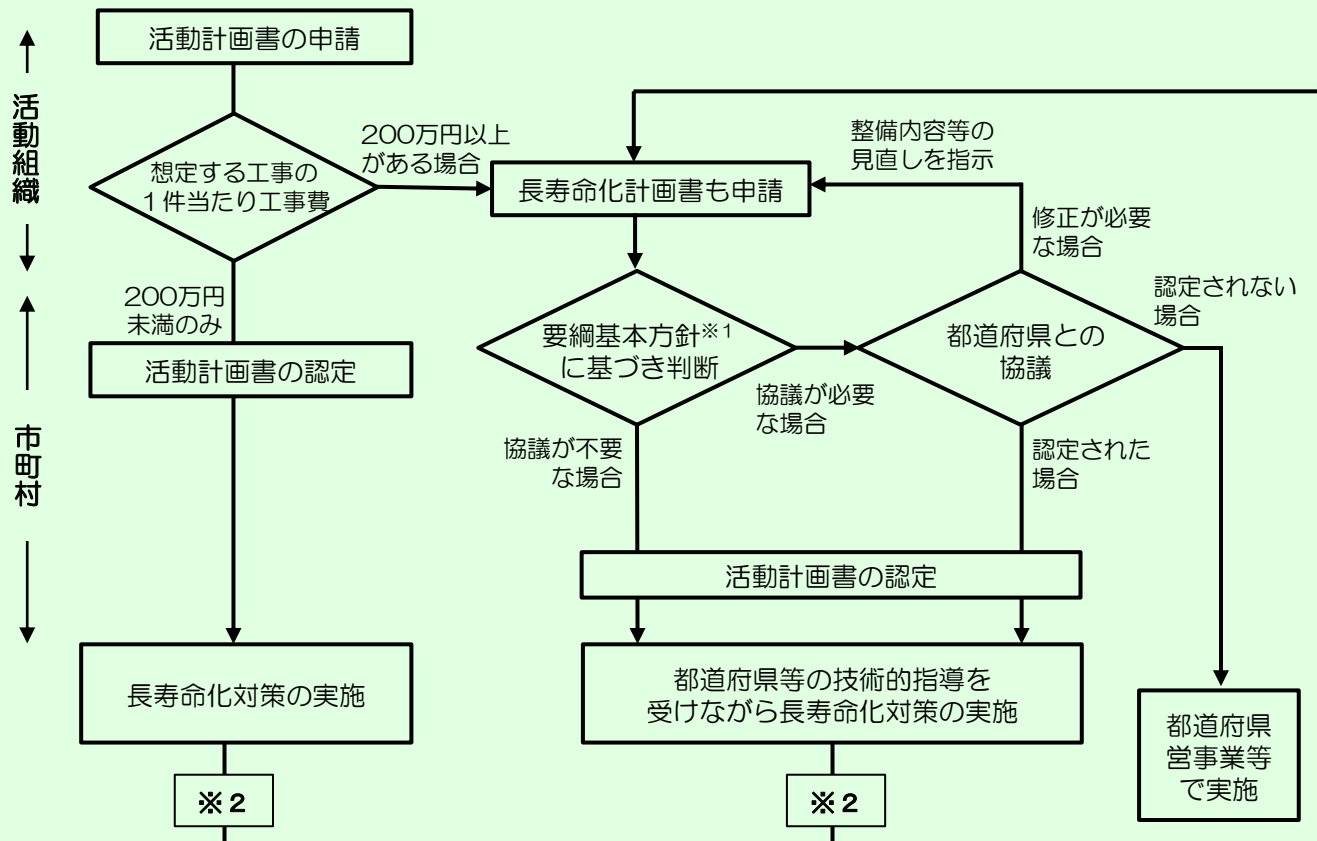 活動計画書の申請
活動組織
想定する工事の
1件当たり工事費
200万円以上
がある場合
長寿命化計画書も申請
整備内容等の
見直しを指示
修正が必要
な場合
200万円
未満のみ
活動計画書の認定
市町村
要綱基本方針※1
に基づき判断
協議が必要
な場合
都道府県との
協議
認定されない
場合
協議が不要
な場合
認定された
場合
活動計画書の認定
長寿命化対策の実施
都道府県等の技術的指導を
受けながら長寿命化対策の実施
都道府県
営事業等
で実施
※2
※2